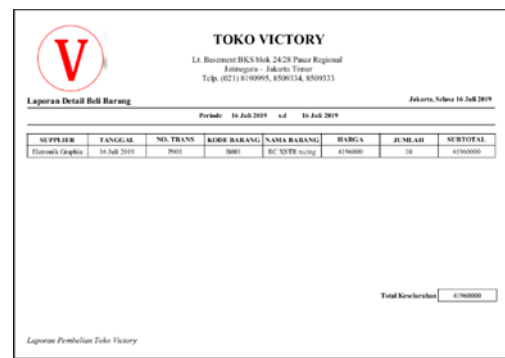 V
TOKO VICTORY
Lt. Basement BKS blok 24/28 Pasar Regional
Jatinegara - Jakarta Timur
Telp. (021) 8190995, 8509334, 8509333
Laporan Detail Beli Barang
Jakarta, Selasa 16 Juli 2019
Periode 16 Juli 2019 s.d 16 Juli 2019
SUPPLIER TANGGAL NO. TRANS KODE BARANG NAMA BARANG HARGA JUMLAH SUBTOTAL
Eletronik Graphia 16 Juli 2019 P001 B001 RC XSTR racing 4196000 10 41960000
Total Keseluruhan 41960000
Laporan Pembelian Toko Victory